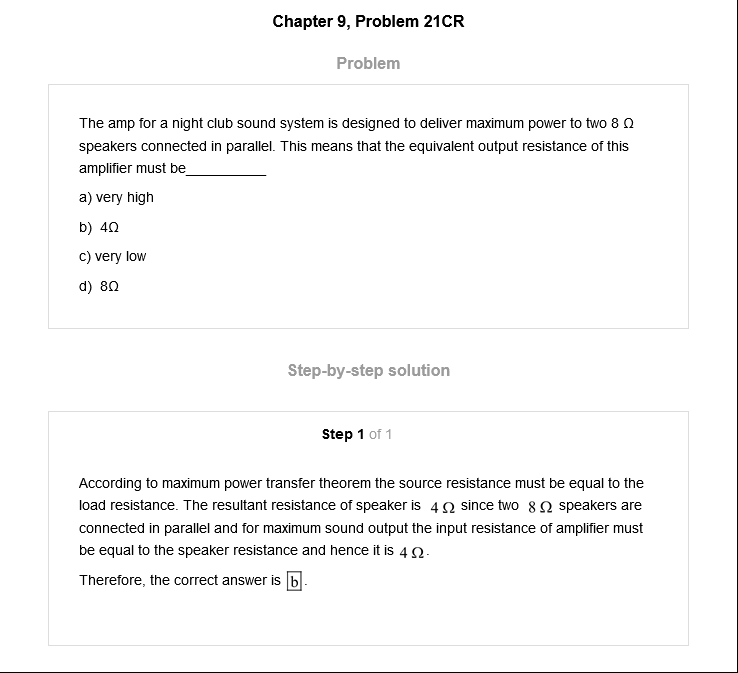 Chapter 9, Problem 21CR
Problem
The amp for a night club sound system is designed to deliver maximum power to two 8 Ω
speakers connected in parallel. This means that the equivalent output resistance of this
amplifier must be___________
a) very high
b) 4Ω
c) very low
d) 8Ω
Step-by-step solution
Step 1 of 1
According to maximum power transfer theorem the source resistance must be equal to the
load resistance. The resultant resistance of speaker is 4 Ω since two 8 Ω speakers are
connected in parallel and for maximum sound output the input resistance of amplifier must
be equal to the speaker resistance and hence it is 4 Ω.
Therefore, the correct answer is b.